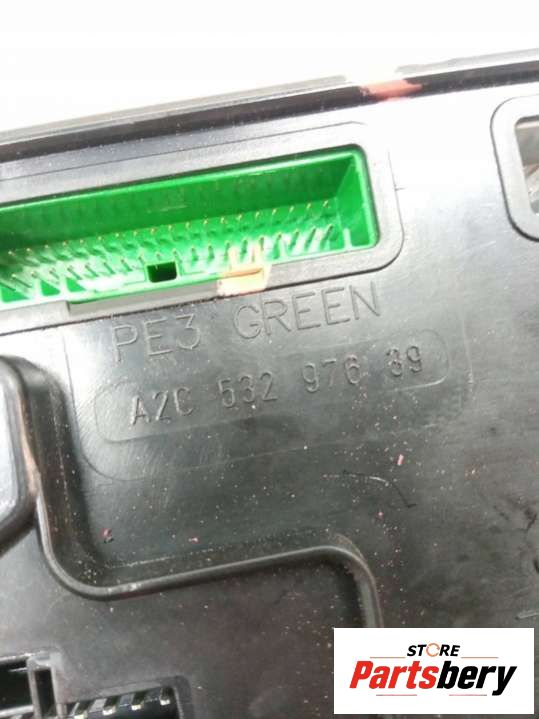 PE3 GREEN
A2C 532 976 39
STORE
Partsbery